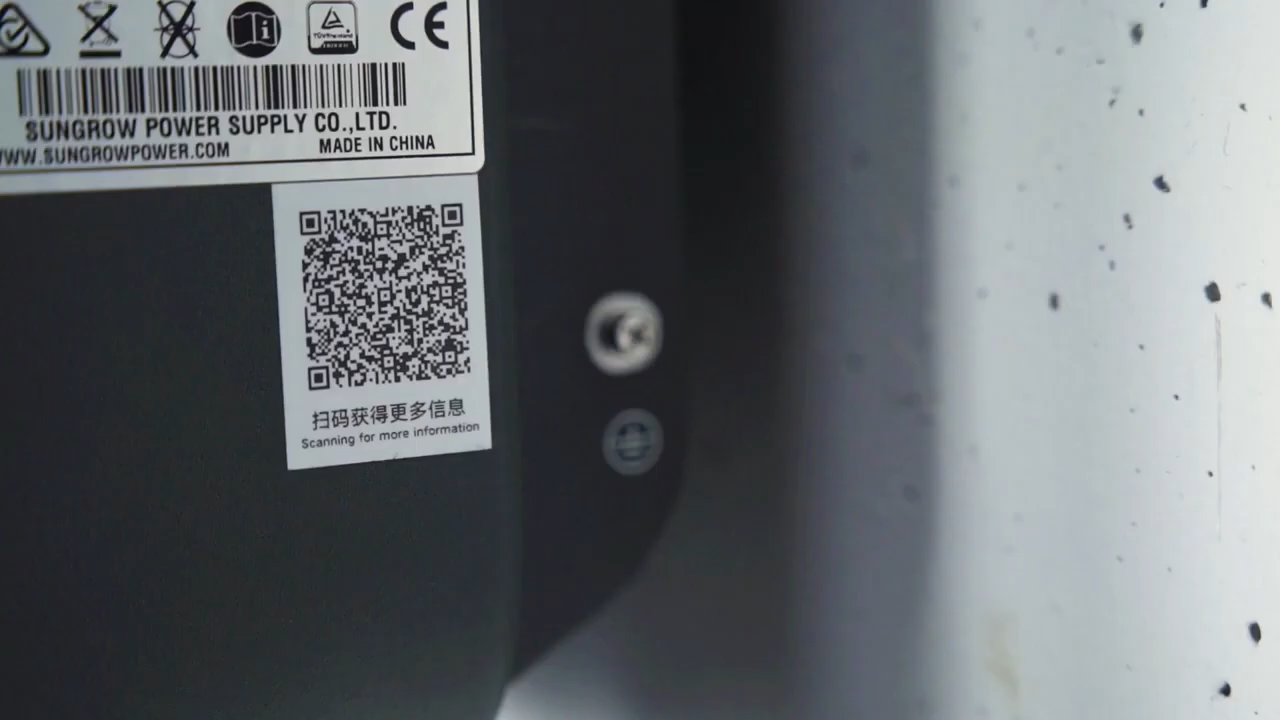 CE
SUNGROW POWER SUPPLY CO.,LTD.
WWW.SUNGROWPOWER.COM MADE IN CHINA
扫码获得更多信息
Scanning for more information